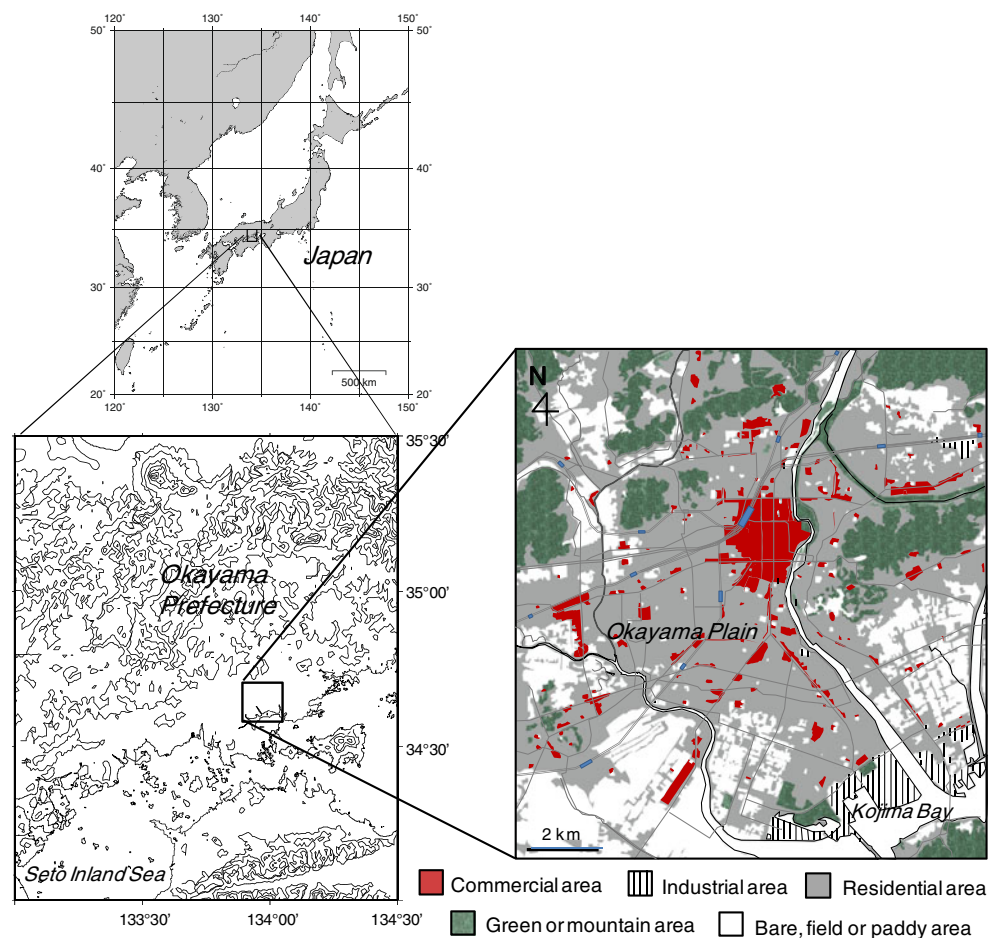 120˚ 130˚ 140˚ 150˚
50˚ 50˚
40˚ 40˚
Japan
30˚ 30˚
500 km
20˚ 20˚
120˚ 130˚ 140˚ 150˚
35˚30'
Okayama
Prefecture
35˚00'
34˚30'
Seto Inland Sea
133˚30' 134˚00' 134˚30'
N
Okayama Plain
Kojima Bay
2 km
Commercial area
Industrial area
Residential area
Green or mountain area
Bare, field or paddy area